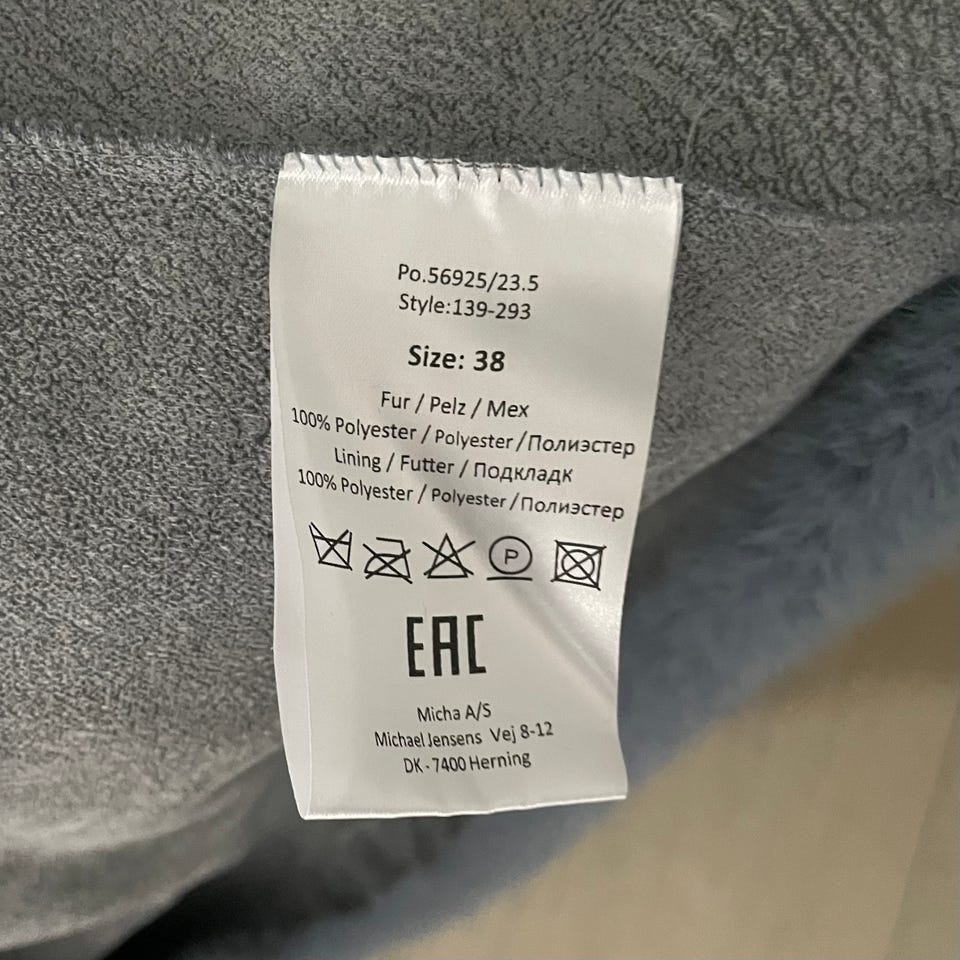 Po.56925/23.5
Style:139-293
Size: 38
Fur / Pelz / Мех
100% Polyester / Polyester /Полиэстер
Lining / Futter / Подкладк
100% Polyester / Polyester /Полиэстер
P
EAC
Micha A/S
Michael Jensens Vej 8-12
DK-7400 Herning